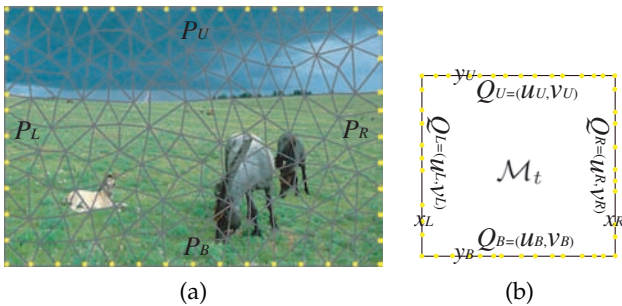 P_U
P_L
P_R
P_B
(a)
y_U
Q_U=(u_U,v_U)
Q_L=(u_L,v_L)
Q_R=(u_R,v_R)
M_t
x_L
x_R
Q_B=(u_B,v_B)
y_B
(b)